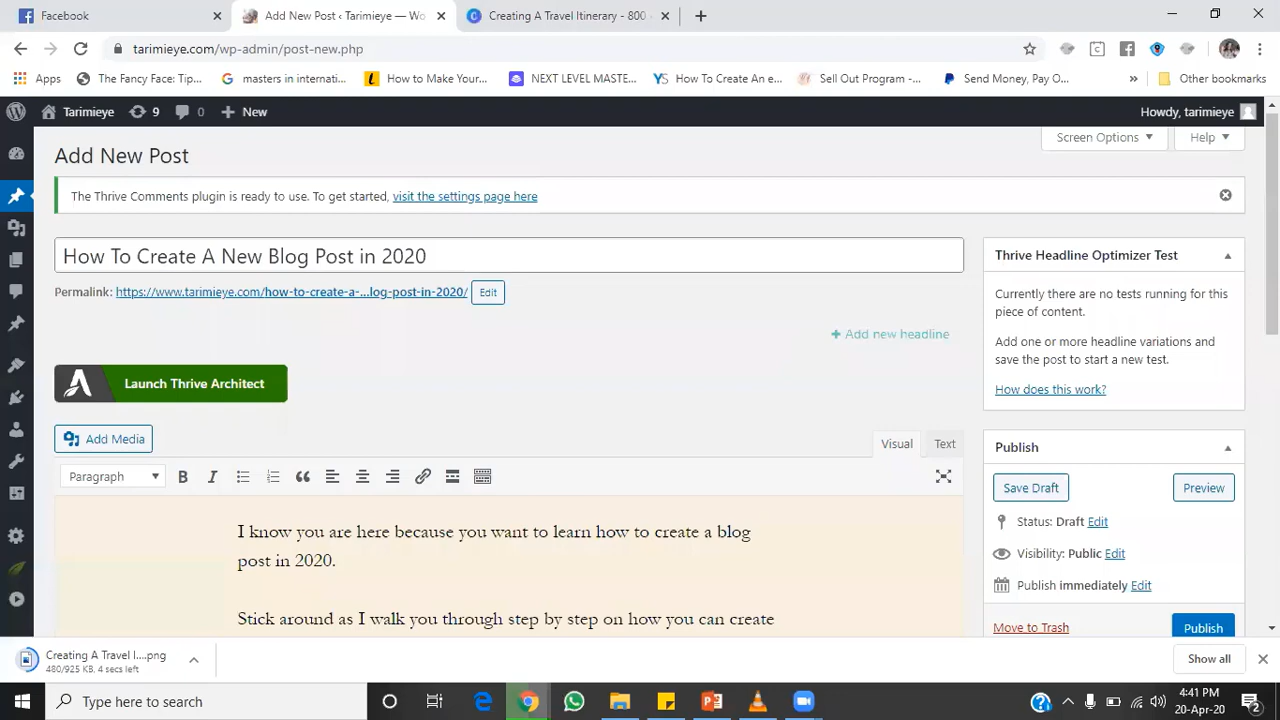 Facebook
Add New Post ‹ Tarimieye — Wo
Creating A Travel Itinerary - 800
tarimieye.com/wp-admin/post-new.php
Apps
The Fancy Face: Tip...
masters in internati...
How to Make Your...
NEXT LEVEL MASTE...
How To Create An e...
Sell Out Program -...
Send Money, Pay O...
Other bookmarks
Tarimieye
9
0
New
Howdy, tarimieye
Add New Post
Screen Options
Help
The Thrive Comments plugin is ready to use. To get started, visit the settings page here
How To Create A New Blog Post in 2020
Permalink: https://www.tarimieye.com/how-to-create-a-...log-post-in-2020/ Edit
+ Add new headline
Launch Thrive Architect
Add Media
Visual
Text
Paragraph
I know you are here because you want to learn how to create a blog
post in 2020.
Stick around as I walk you through step by step on how you can create
Thrive Headline Optimizer Test
Currently there are no tests running for this
piece of content.
Add one or more headline variations and
save the post to start a new test.
How does this work?
Publish
Save Draft
Preview
Status: Draft Edit
Visibility: Public Edit
Publish immediately Edit
Move to Trash
Publish
Creating A Travel I....png
480/925 KB, 4 secs left
Show all
Type here to search
4:41 PM
20-Apr-20
2